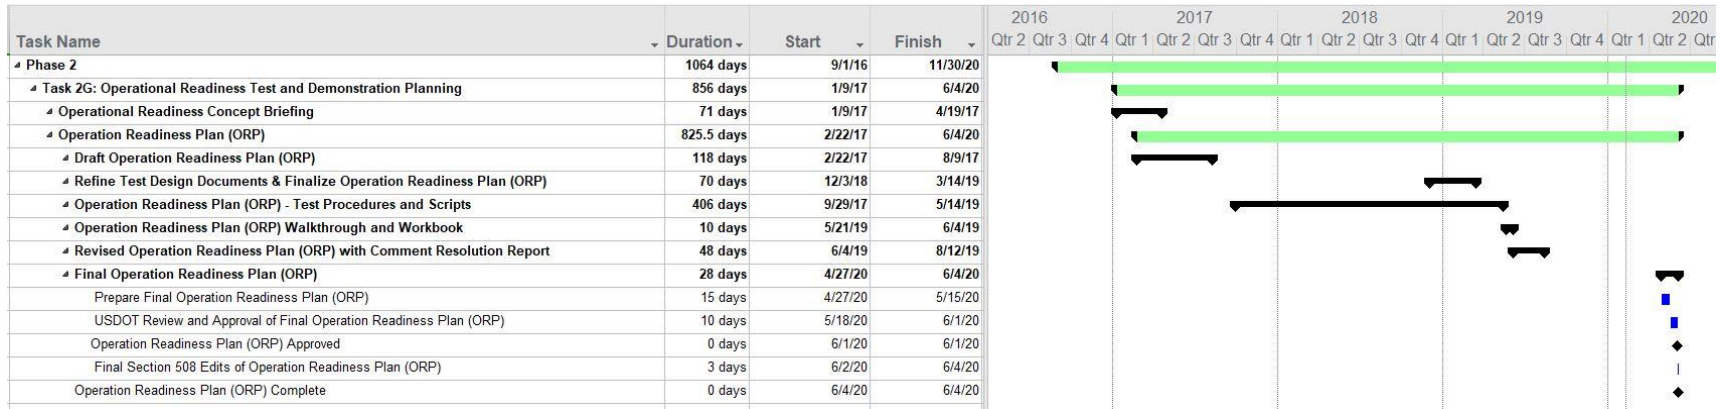 2016 2017 2018 2019 2020
Task Name Duration Start Finish Qtr 2 Qtr 3 Qtr 4 Qtr 1 Qtr 2 Qtr 3 Qtr 4 Qtr 1 Qtr 2 Qtr 3 Qtr 4 Qtr 1 Qtr 2 Qtr 3 Qtr 4 Qtr 1 Qtr 2 Qtr
Phase 2 1064 days 9/1/16 11/30/20
Task 2G: Operational Readiness Test and Demonstration Planning 856 days 1/9/17 6/4/20
Operational Readiness Concept Briefing 71 days 1/9/17 4/19/17
Operation Readiness Plan (ORP) 825.5 days 2/22/17 6/4/20
Draft Operation Readiness Plan (ORP) 118 days 2/22/17 8/9/17
Refine Test Design Documents & Finalize Operation Readiness Plan (ORP) 70 days 12/3/18 3/14/19
Operation Readiness Plan (ORP) - Test Procedures and Scripts 406 days 9/29/17 5/14/19
Operation Readiness Plan (ORP) Walkthrough and Workbook 10 days 5/21/19 6/4/19
Revised Operation Readiness Plan (ORP) with Comment Resolution Report 48 days 6/4/19 8/12/19
Final Operation Readiness Plan (ORP) 28 days 4/27/20 6/4/20
Prepare Final Operation Readiness Plan (ORP) 15 days 4/27/20 5/15/20
USDOT Review and Approval of Final Operation Readiness Plan (ORP) 10 days 5/18/20 6/1/20
Operation Readiness Plan (ORP) Approved 0 days 6/1/20 6/1/20
Final Section 508 Edits of Operation Readiness Plan (ORP) 3 days 6/2/20 6/4/20
Operation Readiness Plan (ORP) Complete 0 days 6/4/20 6/4/20